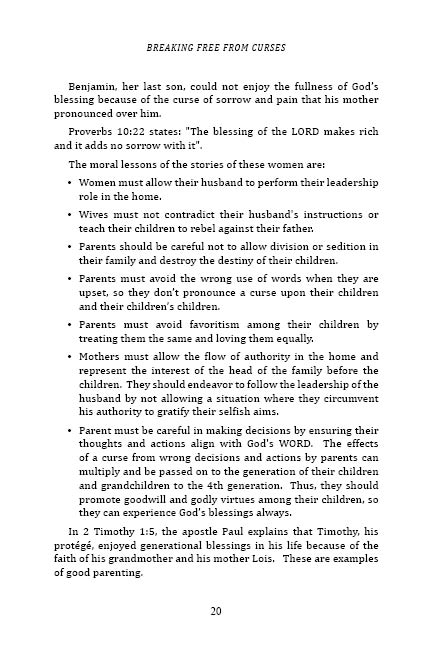 BREAKING FREE FROM CURSES
Benjamin, her last son, could not enjoy the fullness of God's
blessing because of the curse of sorrow and pain that his mother
pronounced over him.
Proverbs 10:22 states: "The blessing of the LORD makes rich
and it adds no sorrow with it".
The moral lessons of the stories of these women are:
• Women must allow their husband to perform their leadership
role in the home.
• Wives must not contradict their husband's instructions or
teach their children to rebel against their father.
• Parents should be careful not to allow division or sedition in
their family and destroy the destiny of their children.
• Parents must avoid the wrong use of words when they are
upset, so they don't pronounce a curse upon their children
and their children's children.
• Parents must avoid favoritism among their children by
treating them the same and loving them equally.
• Mothers must allow the flow of authority in the home and
represent the interest of the head of the family before the
children. They should endeavor to follow the leadership of the
husband by not allowing a situation where they circumvent
his authority to gratify their selfish aims.
• Parent must be careful in making decisions by ensuring their
thoughts and actions align with God's WORD. The effects
of a curse from wrong decisions and actions by parents can
multiply and be passed on to the generation of their children
and grandchildren to the 4th generation. Thus, they should
promote goodwill and godly virtues among their children, so
they can experience God's blessings always.
In 2 Timothy 1:5, the apostle Paul explains that Timothy, his
protégé, enjoyed generational blessings in his life because of the
faith of his grandmother and his mother Lois. These are examples
of good parenting.
20